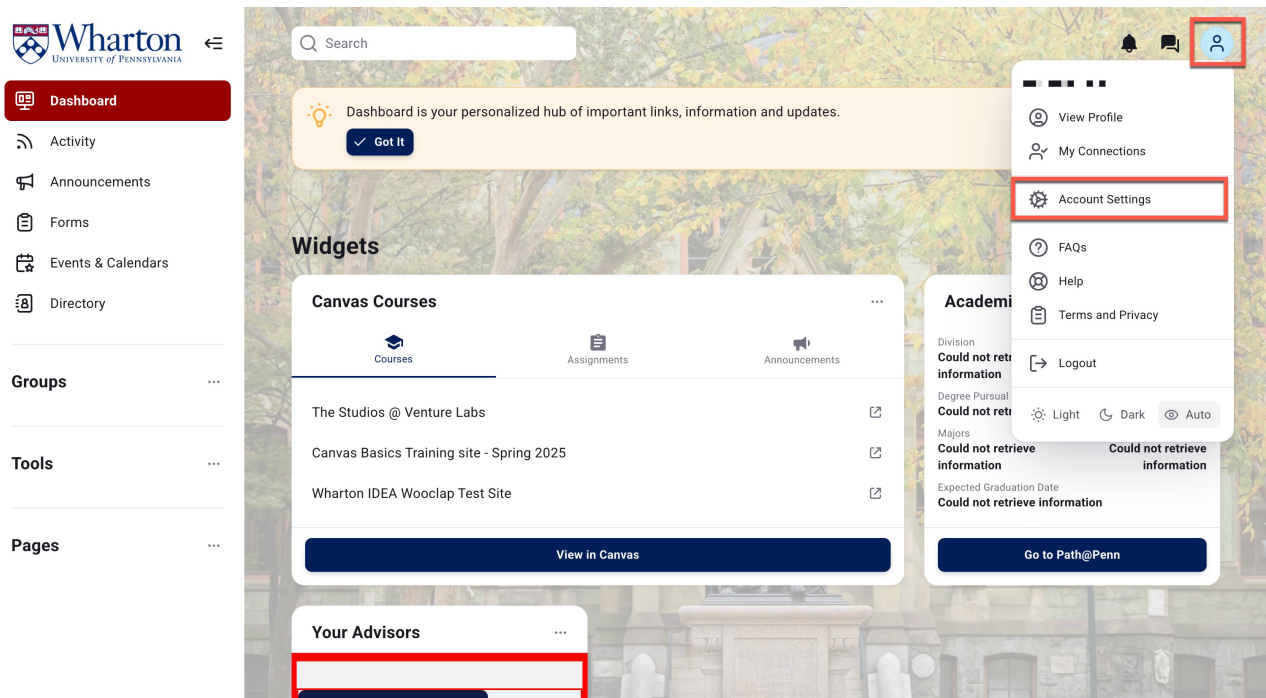 Wharton
UNIVERSITY of PENNSYLVANIA
Dashboard
Activity
Announcements
Forms
Events & Calendars
Directory
Groups
Tools
Pages
Search
Dashboard is your personalized hub of important links, information and updates.
Got It
Widgets
Canvas Courses
Courses
Assignments
Announcements
The Studios @ Venture Labs
Canvas Basics Training site - Spring 2025
Wharton IDEA Wooclap Test Site
View in Canvas
Your Advisors
Academi
Division
Could not retr
information
Degree Pursual
Could not retr
Majors
Could not retrieve
information
Could not retrieve
information
Expected Graduation Date
Could not retrieve information
Go to Path@Penn
View Profile
My Connections
Account Settings
FAQs
Help
Terms and Privacy
Logout
Light
Dark
Auto